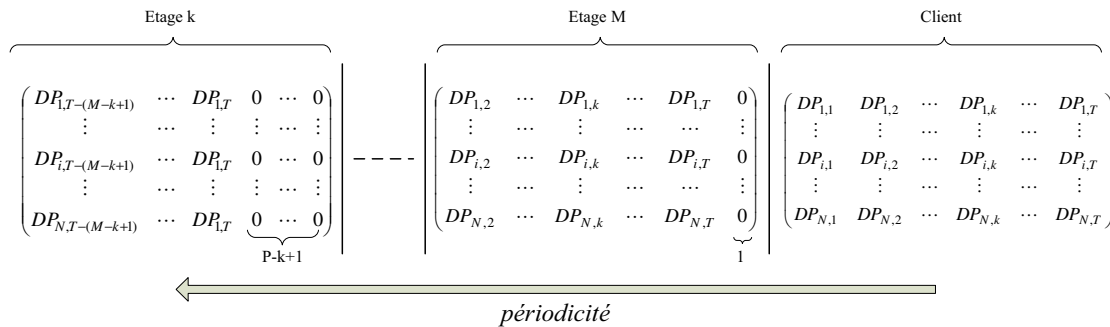 Etage k Etage M Client
DP1,T−(M−k+1) ⋯ DP1,T 0 ⋯ 0 DP1,2 ⋯ DP1,k ⋯ DP1,T 0 DP1,1 DP1,2 ⋯ DP1,k ⋯ DP1,T
⋮ ⋯ ⋮ ⋮ ⋯ ⋮ ⋮ ⋯ ⋮ ⋯ ... ⋮ ⋮ ⋮ ⋯ ⋮ ⋯ ⋮
DPi,T−(M−k+1) ⋯ DP1,T 0 ⋯ 0 DPi,2 ⋯ DPi,k ⋯ DPi,T 0 DPi,1 DPi,2 ⋯ DPi,k ⋯ DPi,T
⋮ ⋯ ⋮ ⋮ ⋯ ⋮ ⋮ ⋯ ⋮ ⋯ ... ⋮ ⋮ ⋮ ⋯ ⋮ ⋯ ⋮
DPN,T−(M−k+1) ⋯ DP1,T 0 ⋯ 0 DPN,2 ⋯ DPN,k ⋯ DPN,T 0 DPN,1 DPN,2 ⋯ DPN,k ⋯ DPN,T
P-k+1 1
périodicité